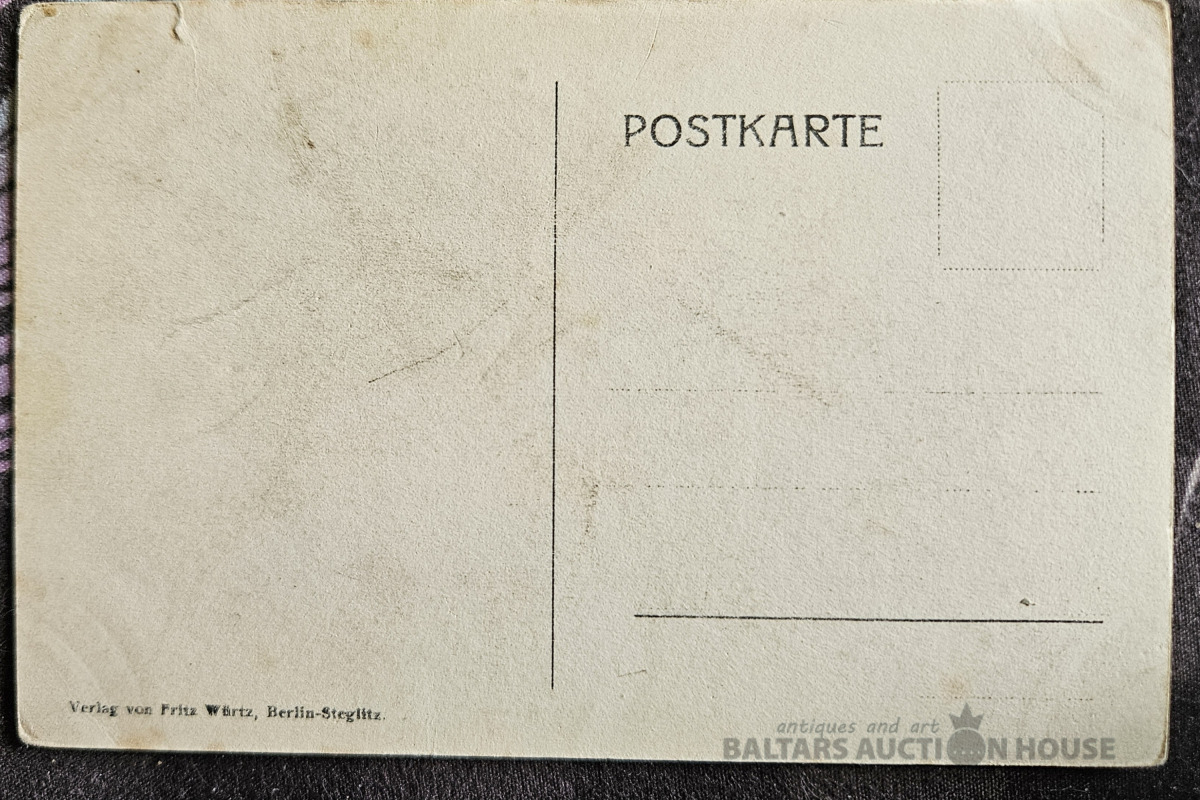 POSTKARTE
Verlag von Fritz Würtz, Berlin-Steglitz.
antiques and art
BALTARS AUCTION HOUSE